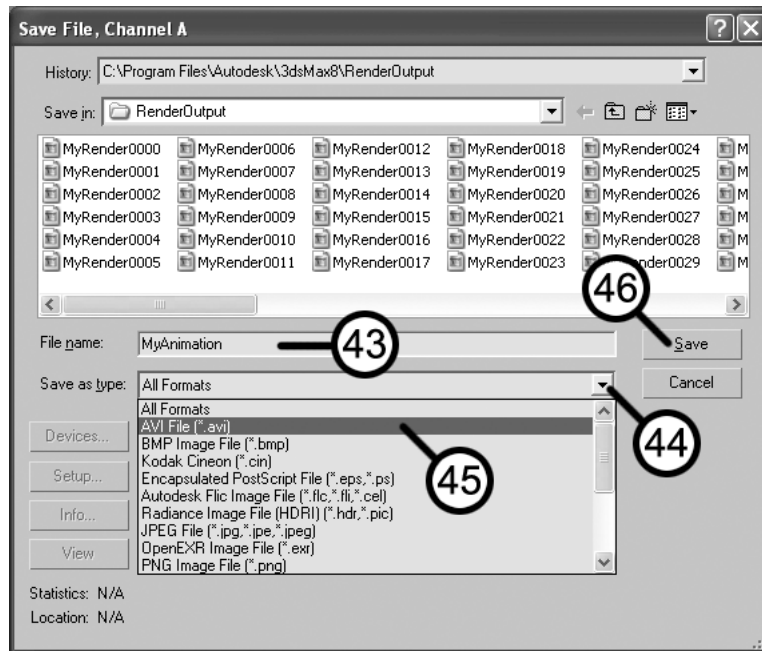 Save File, Channel A
History: C:\Program Files\Autodesk\3dsMax8\RenderOutput
Save in: RenderOutput
MyRender0000 MyRender0006 MyRender0012 MyRender0018 MyRender0024 M
MyRender0001 MyRender0007 MyRender0013 MyRender0019 MyRender0025 M
MyRender0002 MyRender0008 MyRender0014 MyRender0020 MyRender0026 M
MyRender0003 MyRender0009 MyRender0015 MyRender0021 MyRender0027 M
MyRender0004 MyRender0010 MyRender0016 MyRender0022 MyRender0028 M
MyRender0005 MyRender0011 MyRender0017 MyRender0023 MyRender0029 M
46
File name: MyAnimation 43 Save
Save as type: All Formats Cancel
All Formats
44
Devices... AVI File (*.avi)
BMP Image File (*.bmp)
Kodak Cineon (*.cin)
45
Setup... Encapsulated PostScript File (*.eps,*.ps)
Autodesk Flic Image File (*.flc,*.fli,*.cel)
Info... Radiance Image File (HDRI) (*.hdr,*.pic)
JPEG File (*.jpg,*.jpe,*.jpeg)
View OpenEXR Image File (*.exr)
PNG Image File (*.png)
Statistics: N/A
Location: N/A